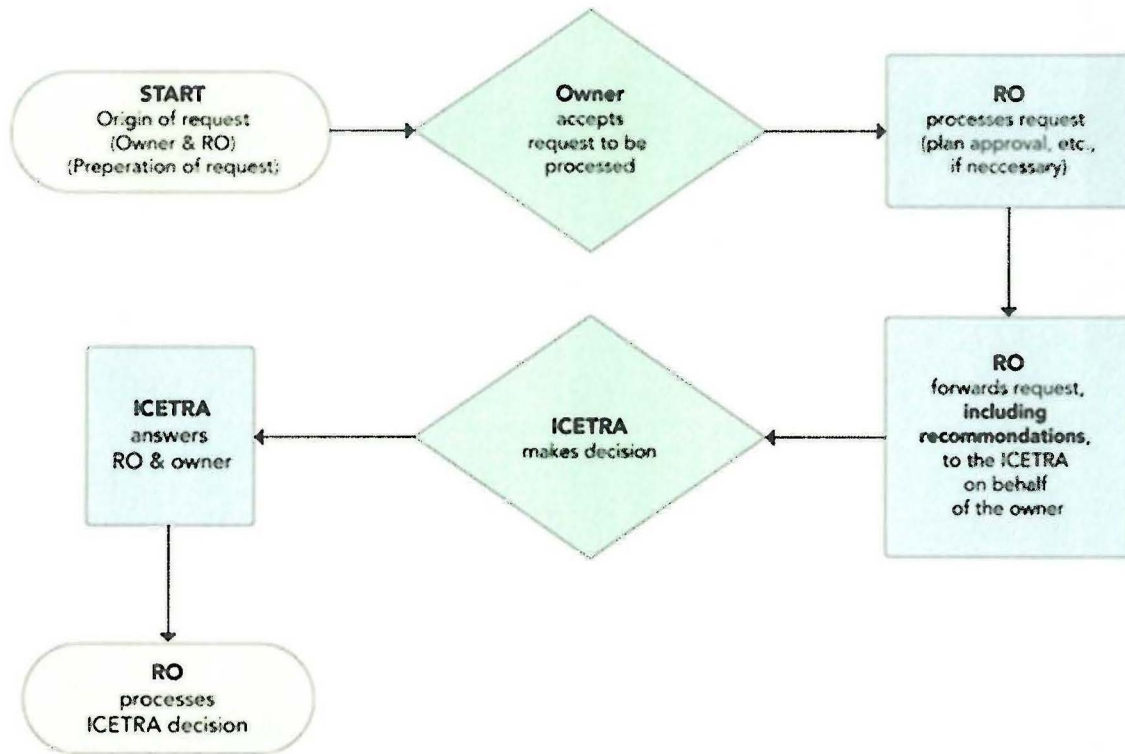 START
Origin of request
(Owner & RO)
(Preperation of request)
Owner
accepts
request to be
processed
RO
processes request
(plan approval, etc.,
if neccessary)
RO
forwards request,
including
recommondations,
to the ICETRA
on behalf
of the owner
ICETRA
makes decision
ICETRA
answers
RO & owner
RO
processes
ICETRA decision